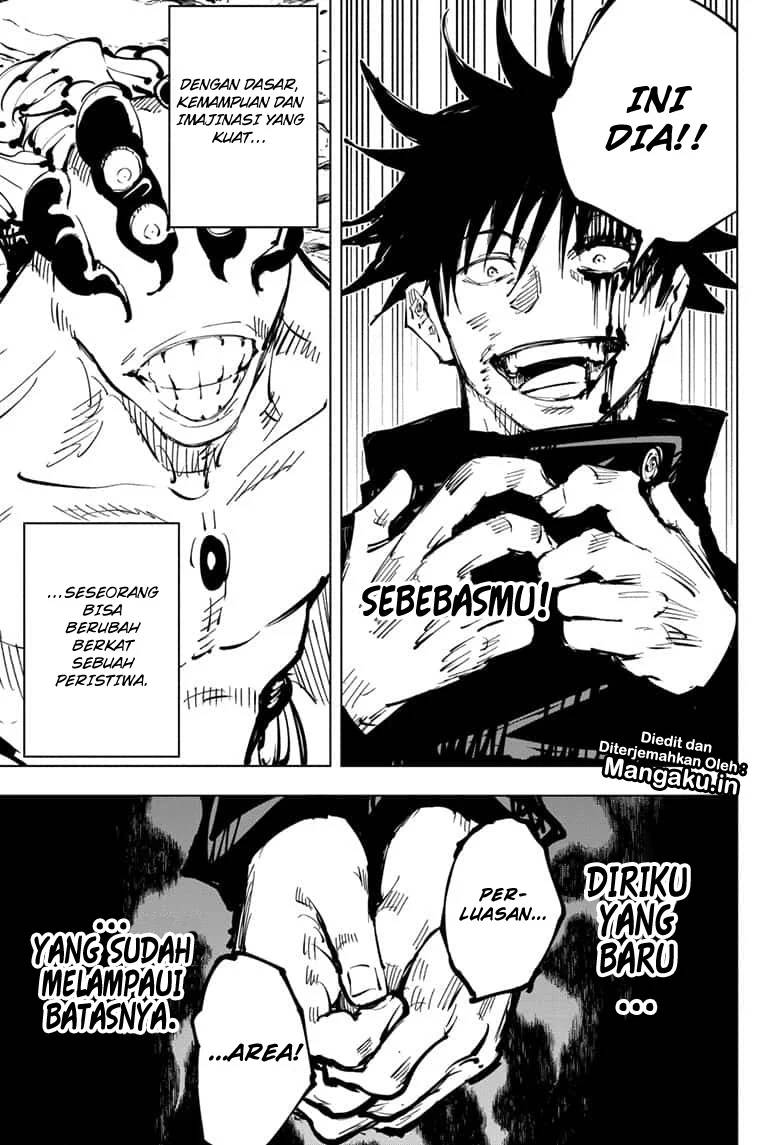 INI
DIA!!
SEBEBASMU!
DENGAN DASAR,
KEMAMPUAN DAN
IMAJINASI YANG
KUAT...
...SESEORANG
BISA
BERUBAH
BERKAT
SEBUAH
PERISTIWA.
Diedit dan
Diterjemahkan Oleh :
Mangaku.in
DIRIKU
YANG
BARU
...
PER-
LUASAN...
...
YANG SUDAH
MELAMPAUI
BATASNYA.
...AREA!